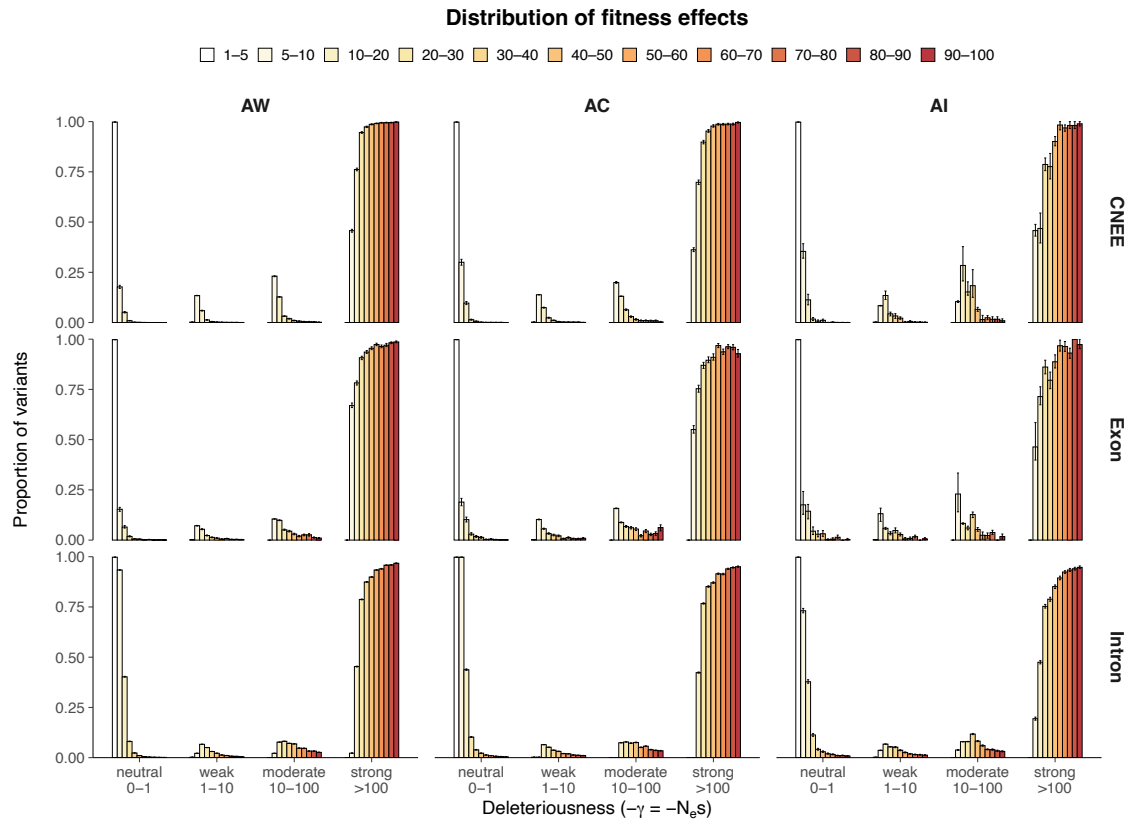 Distribution of fitness effects
1–5 5–10 10–20 20–30 30–40 40–50 50–60 60–70 70–80 80–90 90–100
AW AC AI
Proportion of variants
1.00
0.75
0.50
0.25
0.00
CNEE
1.00
0.75
0.50
0.25
0.00
Exon
1.00
0.75
0.50
0.25
0.00
Intron
neutral weak moderate strong neutral weak moderate strong neutral weak moderate strong
0–1 1–10 10–100 >100 0–1 1–10 10–100 >100 0–1 1–10 10–100 >100
Deleteriousness (−γ = −Nₑs)